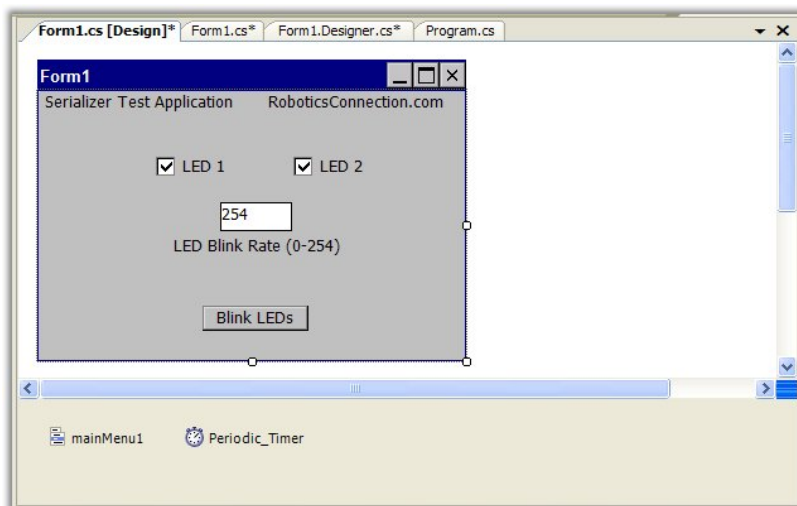 Form1.cs [Design]* Form1.cs* Form1.Designer.cs* Program.cs
Form1
Serializer Test Application RoboticsConnection.com
LED 1 LED 2
254
LED Blink Rate (0-254)
Blink LEDs
mainMenu1 Periodic_Timer